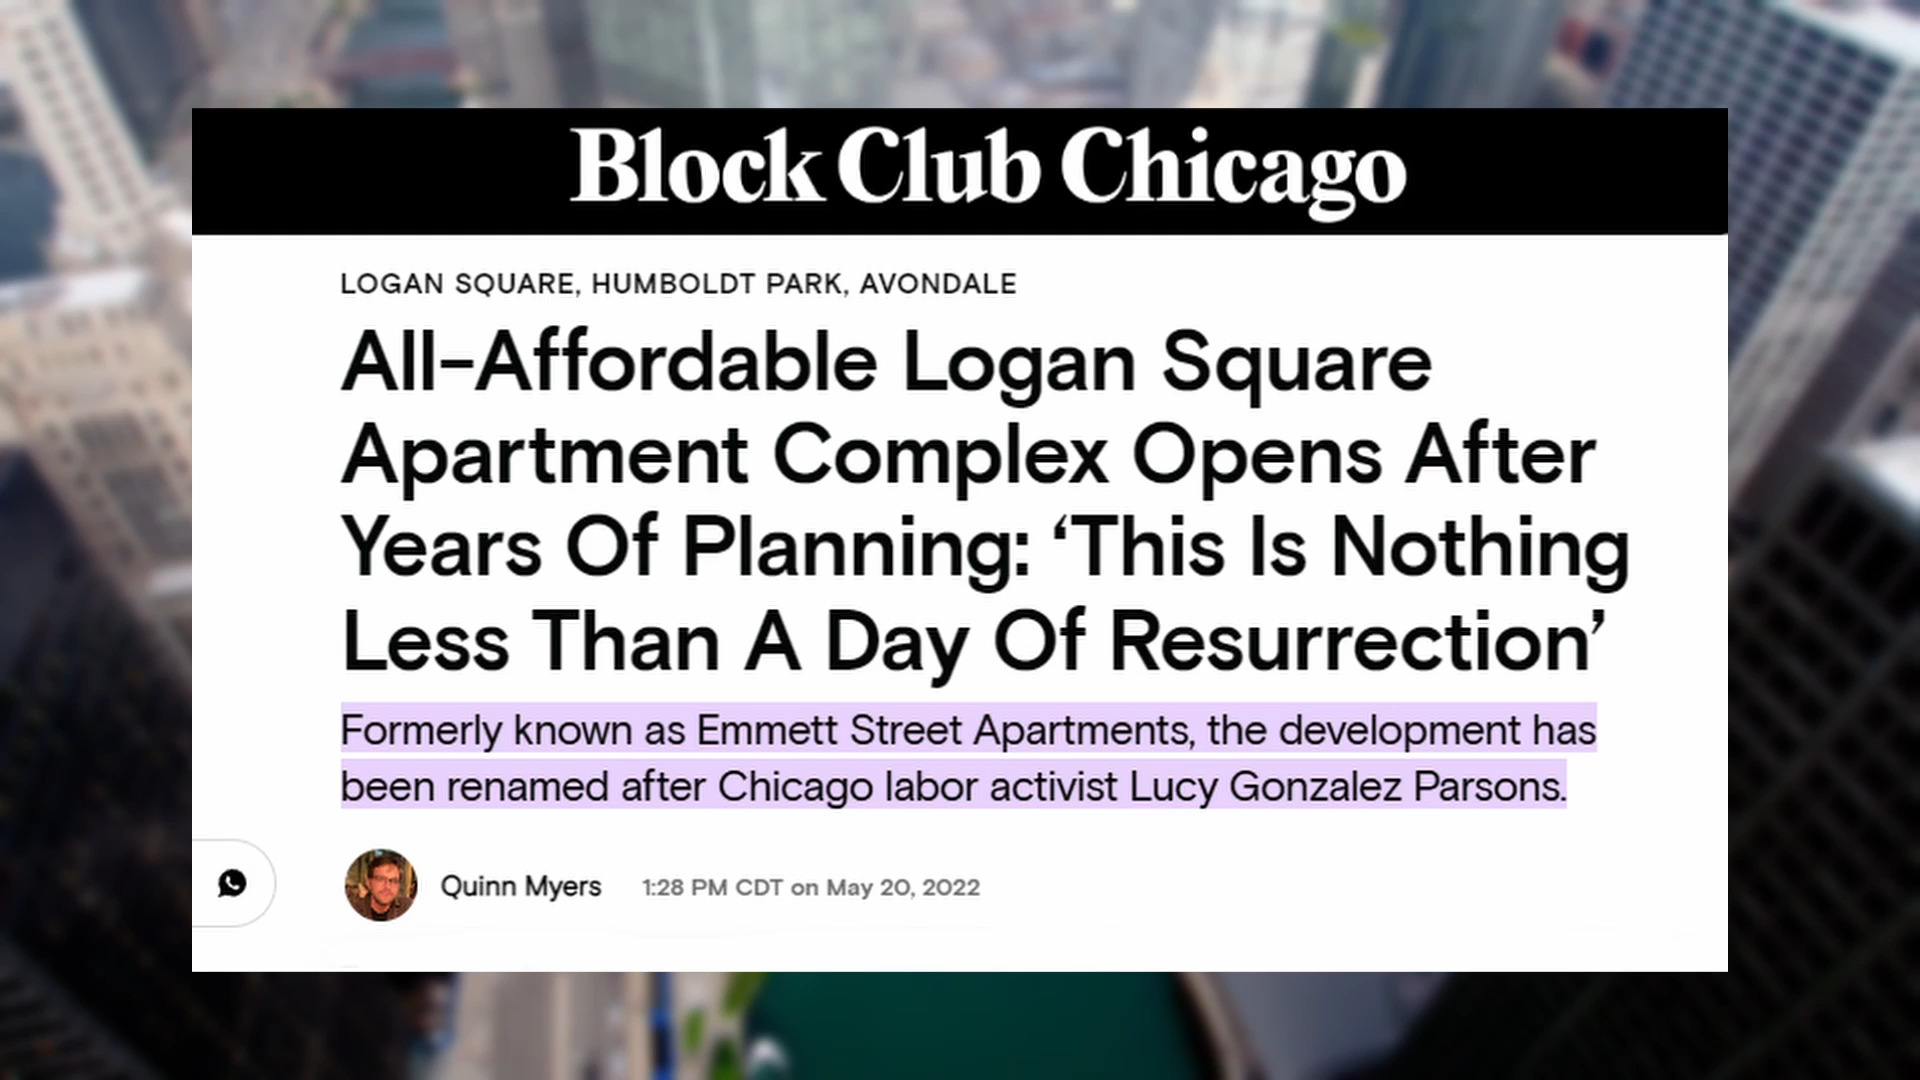 Block Club Chicago
LOGAN SQUARE, HUMBOLDT PARK, AVONDALE
All-Affordable Logan Square
Apartment Complex Opens After
Years Of Planning: ‘This Is Nothing
Less Than A Day Of Resurrection’
Formerly known as Emmett Street Apartments, the development has
been renamed after Chicago labor activist Lucy Gonzalez Parsons.
Quinn Myers 1:28 PM CDT on May 20, 2022